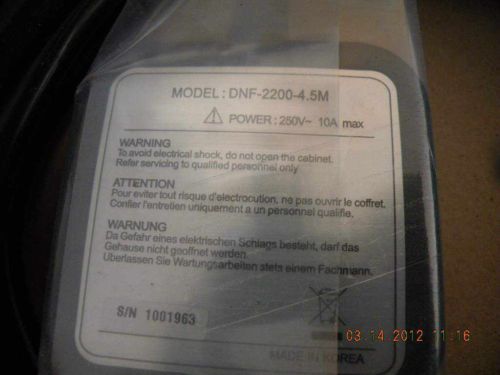 MODEL : DNF-2200-4.5M
POWER : 250V~ 10A max
WARNING
To avoid electrical shock, do not open the cabinet.
Refer servicing to qualified personnel only
ATTENTION
Pour eviter tout risque d'electrocution, ne pas ouvrir le coffret.
Confier l'entretien uniquement a un personnel qualifie.
WARNUNG
Da Gefahr eines elektrischen Schlags besteht, darf das
Gehause nicht geoffnet werden.
Uberlassen Sie Wartungsarbeiten stets einem Fachmann.
S/N 1001963
MADE IN KOREA
03.14.2012 11:16